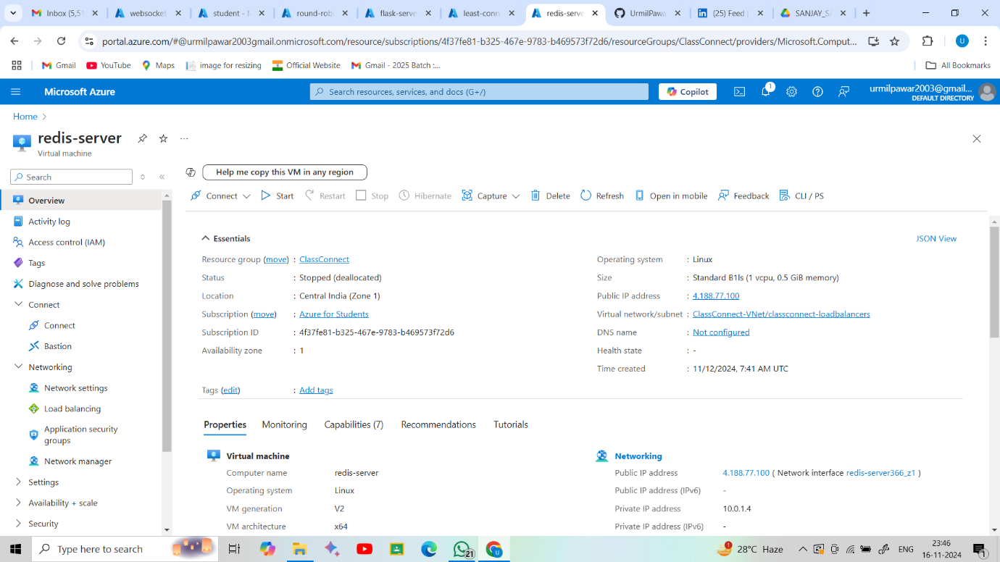 Inbox (5,51
websocket
student - M
round-rob
flask-serve
least-conn
redis-serve
UrmilPawa
(25) Feed
SANJAY_SA
portal.azure.com/#@urmilpawar2003gmail.onmicrosoft.com/resource/subscriptions/4f37fe81-b325-467e-9783-b469573f72d6/resourceGroups/ClassConnect/providers/Microsoft.Comput...
U
Gmail
YouTube
Maps
image for resizing
Official Website
Gmail - 2025 Batch :...
All Bookmarks
Microsoft Azure
Search resources, services, and docs (G+/)
Copilot
1
urmilpawar2003@gmail...
DEFAULT DIRECTORY
Home
redis-server
Virtual machine
Search
Help me copy this VM in any region
Connect
Start
Restart
Stop
Hibernate
Capture
Delete
Refresh
Open in mobile
Feedback
CLI / PS
Overview
Activity log
Access control (IAM)
Tags
Diagnose and solve problems
Connect
Connect
Bastion
Networking
Network settings
Load balancing
Application security groups
Network manager
Settings
Availability + scale
Security
Essentials
JSON View
Resource group (move) : ClassConnect
Status : Stopped (deallocated)
Location : Central India (Zone 1)
Subscription (move) : Azure for Students
Subscription ID : 4f37fe81-b325-467e-9783-b469573f72d6
Availability zone : 1
Operating system : Linux
Size : Standard B1ls (1 vcpu, 0.5 GiB memory)
Public IP address : 4.188.77.100
Virtual network/subnet : ClassConnect-VNet/classconnect-loadbalancers
DNS name : Not configured
Health state : -
Time created : 11/12/2024, 7:41 AM UTC
Tags (edit) : Add tags
Properties
Monitoring
Capabilities (7)
Recommendations
Tutorials
Virtual machine
Computer name redis-server
Operating system Linux
VM generation V2
VM architecture x64
Networking
Public IP address 4.188.77.100 ( Network interface redis-server366_z1 )
Public IP address (IPv6) -
Private IP address 10.0.1.4
Private IP address (IPv6) -
Type here to search
21
1
28°C Haze
ENG
23:46
16-11-2024
1